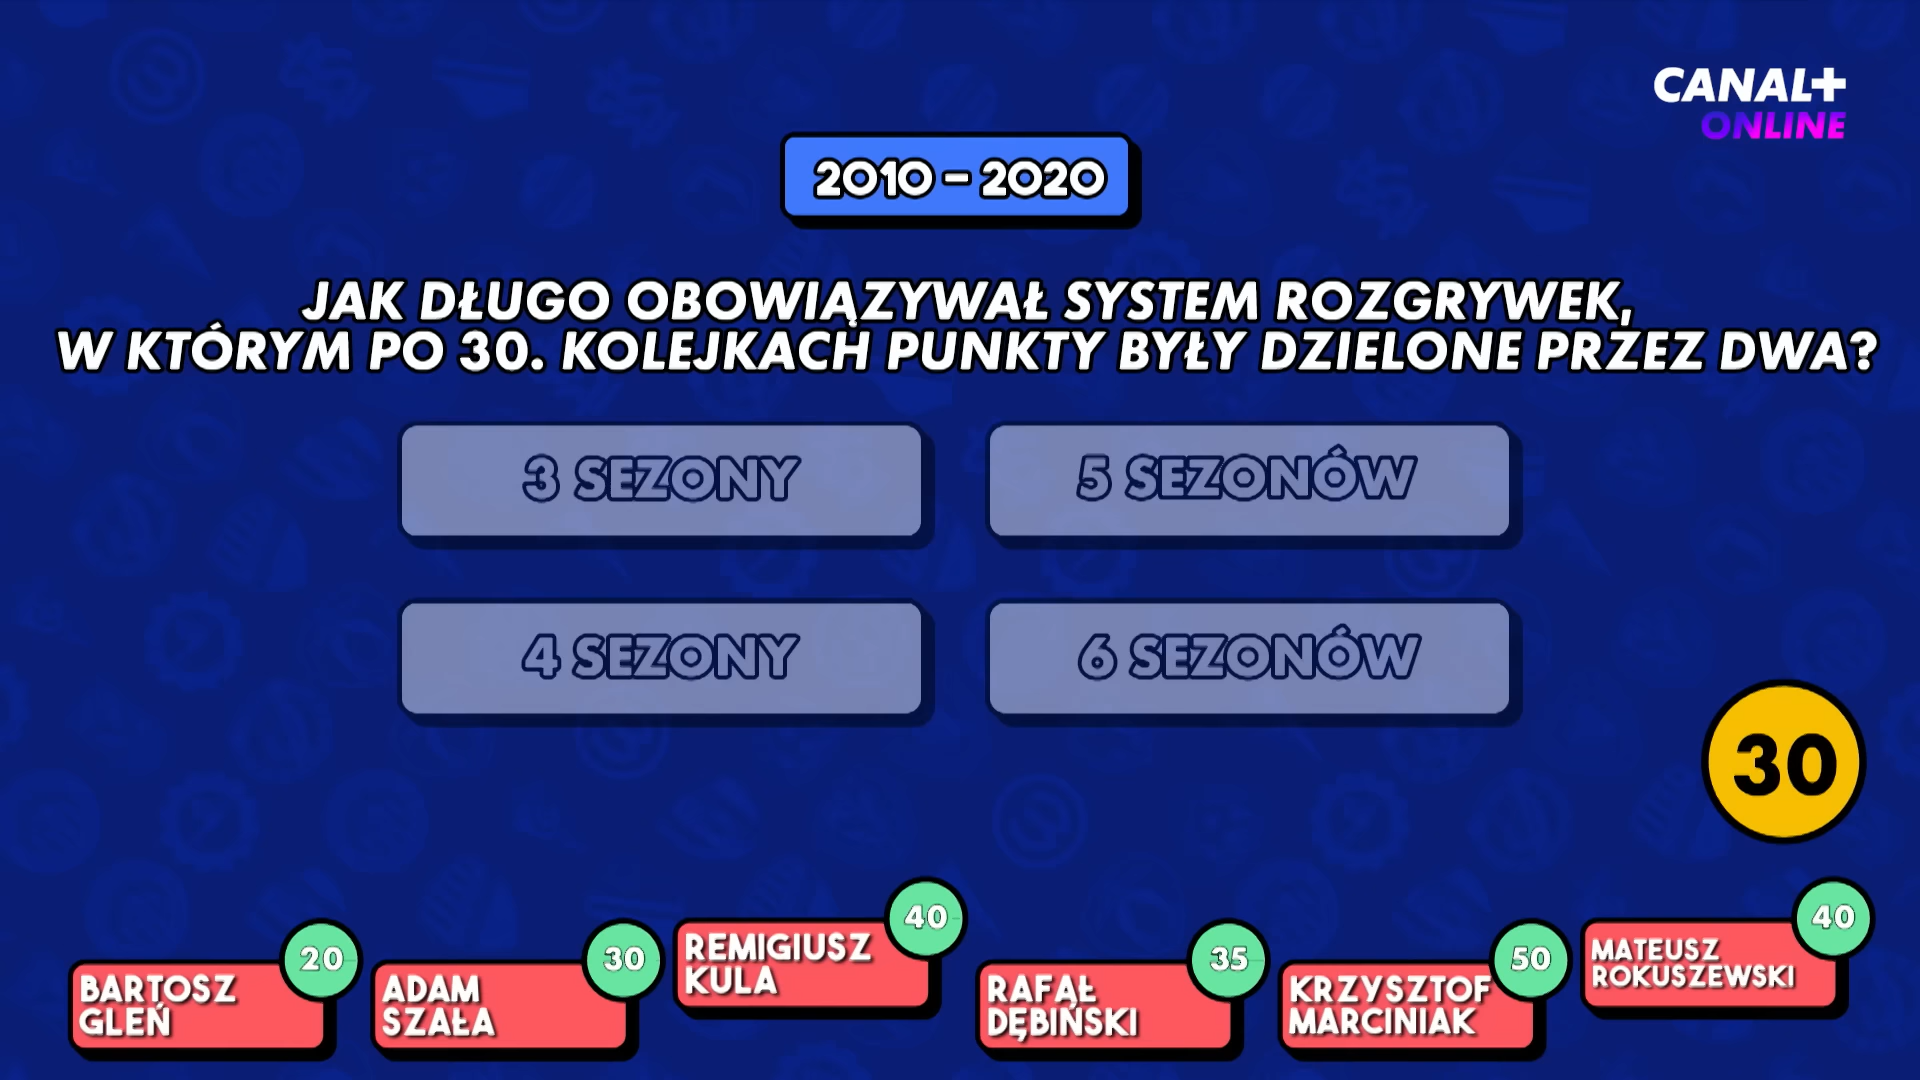 CANAL+
ONLINE
2010 – 2020
JAK DŁUGO OBOWIĄZYWAŁ SYSTEM ROZGRYWEK,
W KTÓRYM PO 30. KOLEJKACH PUNKTY BYŁY DZIELONE PRZEZ DWA?
3 SEZONY
5 SEZONÓW
4 SEZONY
6 SEZONÓW
30
BARTOSZ
GLEŃ
20
ADAM
SZAŁA
30
REMIGIUSZ
KULA
40
RAFAŁ
DĘBIŃSKI
35
KRZYSZTOF
MARCINIAK
50
MATEUSZ
ROKUSZEWSKI
40